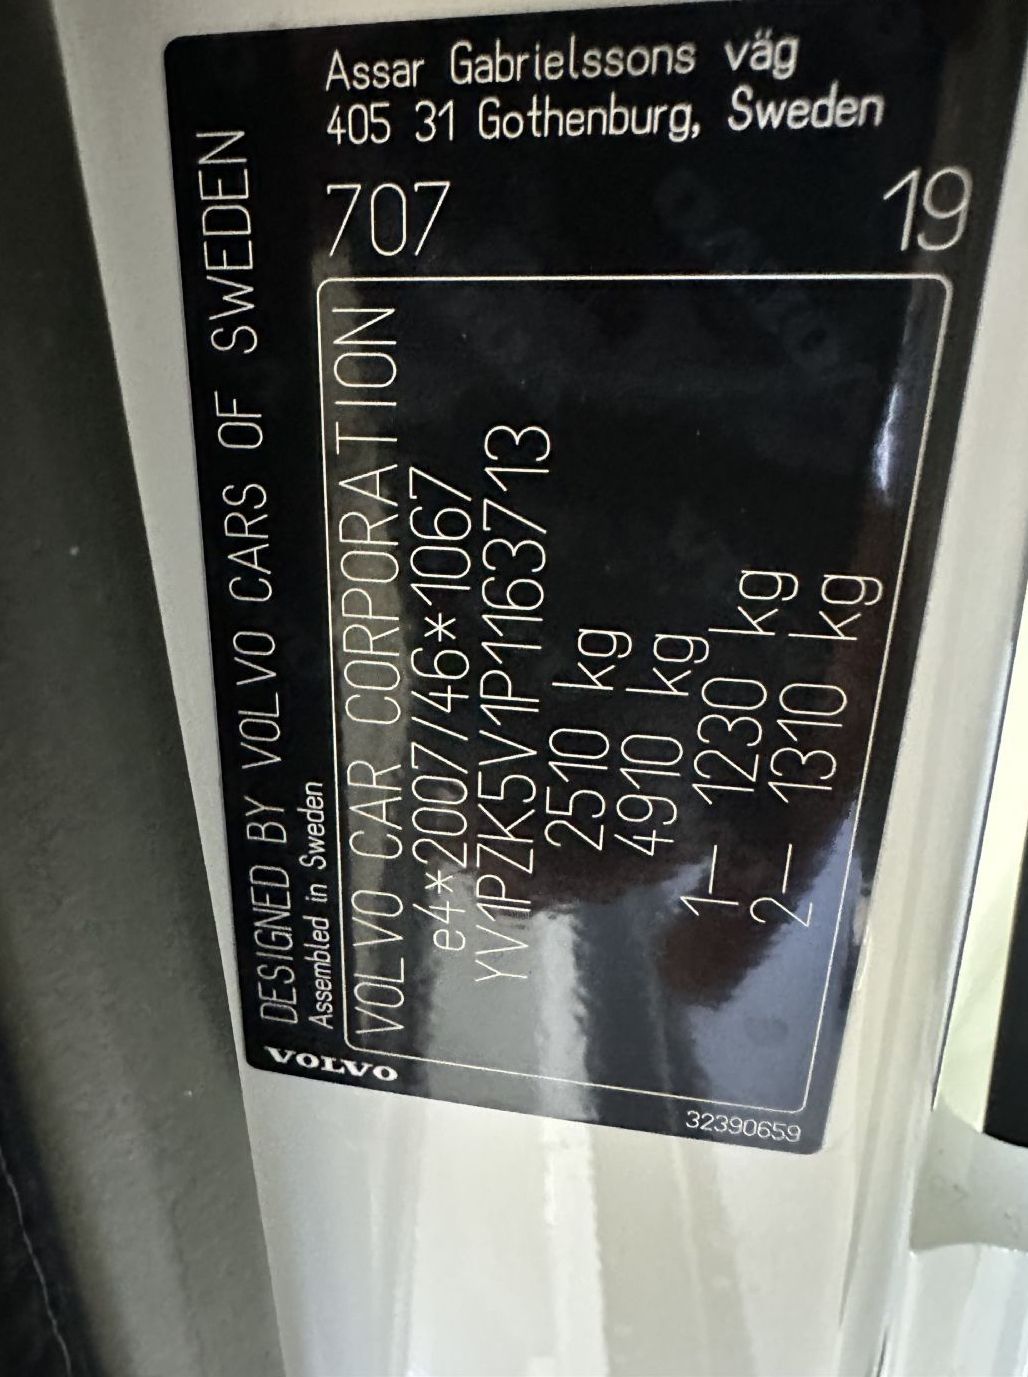 Assar Gabrielssons väg
405 31 Gothenburg, Sweden
707
19
DESIGNED BY VOLVO CARS OF SWEDEN
Assembled in Sweden
VOLVO
VOLVO CAR CORPORATION
e4*2007/46*1067
YV1PZK5V1P1163713
2510 kg
4910 kg
1— 1230 kg
2— 1310 kg
32390659